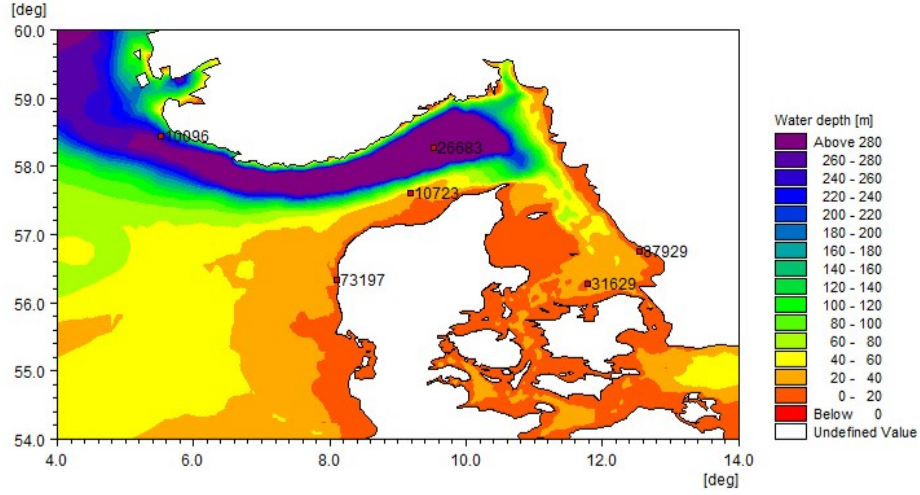 [deg]
60.0
59.0
58.0
57.0
56.0
55.0
54.0
4.0 6.0 8.0 10.0 12.0 14.0
[deg]
10096
26683
10723
87929
73197
31629
Water depth [m]
Above 280
260 - 280
240 - 260
220 - 240
200 - 220
180 - 200
160 - 180
140 - 160
120 - 140
100 - 120
80 - 100
60 - 80
40 - 60
20 - 40
0 - 20
Below 0
Undefined Value